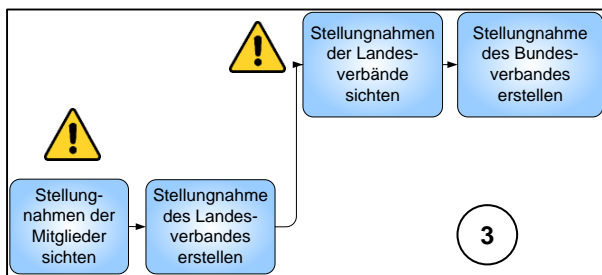 Stellungnahmen
der Landes-
verbände
sichten
Stellungnahme
des Bundes-
verbandes
erstellen
Stellung-
nahmen der
Mitglieder
sichten
Stellungnahme
des Landes-
verbandes
erstellen
3